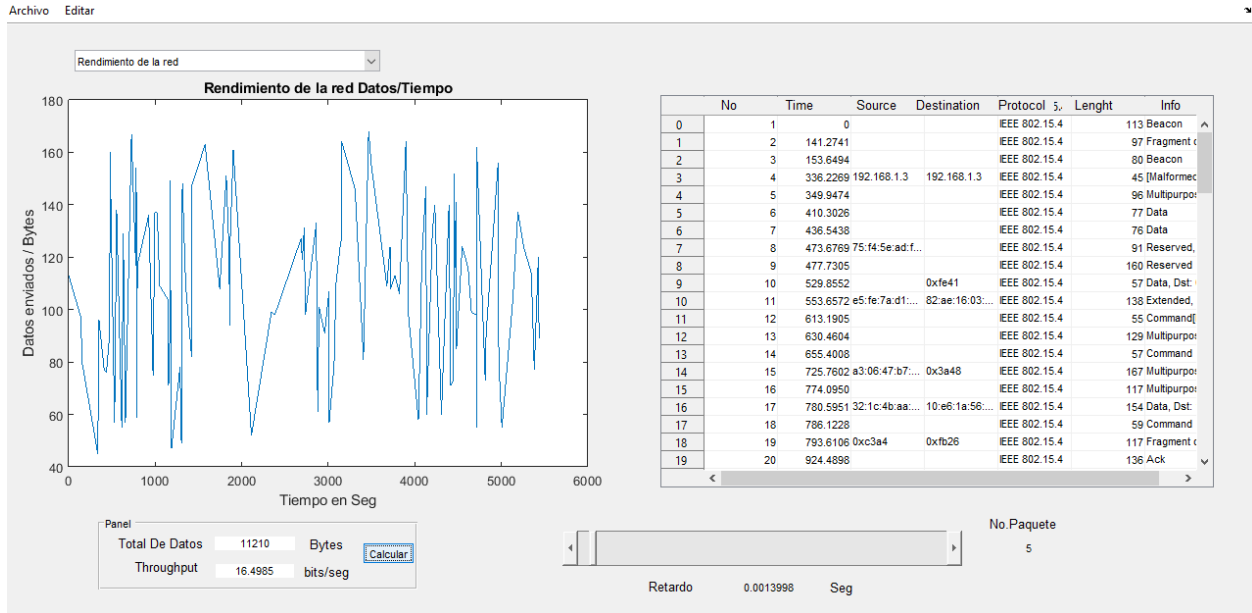 Archivo Editar
Rendimiento de la red
Rendimiento de la red Datos/Tiempo
180
160
140
120
100
80
60
40
Datos enviados / Bytes
0 1000 2000 3000 4000 5000 6000
Tiempo en Seg
Panel
Total De Datos 11210 Bytes
Throughput 16.4985 bits/seg
Calcular
No Time Source Destination Protocol 5. Lenght Info
0 1 0 IEEE 802.15.4 113 Beacon
1 2 141.2741 IEEE 802.15.4 97 Fragment
2 3 153.6494 IEEE 802.15.4 80 Beacon
3 4 336.2269 192.168.1.3 192.168.1.3 IEEE 802.15.4 45 [Malformed
4 5 349.9474 IEEE 802.15.4 96 Multipurpos
5 6 410.3026 IEEE 802.15.4 77 Data
6 7 436.5438 IEEE 802.15.4 76 Data
7 8 473.6769 75:f4:5e:ad:f... IEEE 802.15.4 91 Reserved,
8 9 477.7305 IEEE 802.15.4 160 Reserved
9 10 529.8552 0xfe41 IEEE 802.15.4 57 Data, Dst:
10 11 553.6572 e5:fe:7a:d1:... 82:ae:16:03:... IEEE 802.15.4 138 Extended,
11 12 613.1905 IEEE 802.15.4 55 Command[
12 13 630.4604 IEEE 802.15.4 129 Multipurpos
13 14 655.4008 IEEE 802.15.4 57 Command
14 15 725.7602 a3:06:47:b7:... 0x3a48 IEEE 802.15.4 167 Multipurpos
15 16 774.0950 IEEE 802.15.4 117 Multipurpos
16 17 780.5951 32:1c:4b:aa:... 10:e6:1a:56:... IEEE 802.15.4 154 Data, Dst:
17 18 786.1228 IEEE 802.15.4 59 Command
18 19 793.6106 0xc3a4 0xfb26 IEEE 802.15.4 117 Fragment
19 20 924.4898 IEEE 802.15.4 136 Ack
No.Paquete
5
Retardo 0.0013998 Seg